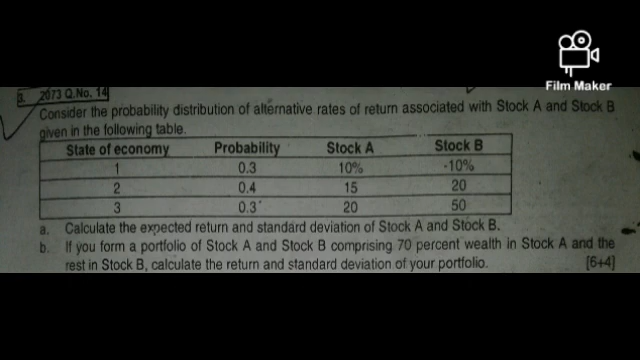 Film Maker
a. 2073 Q.No. 14
Consider the probability distribution of alternative rates of return associated with Stock A and Stock B
given in the following table.
State of economy Probability Stock A Stock B
1 0.3 10% -10%
2 0.4 15 20
3 0.3 20 50
a. Calculate the expected return and standard deviation of Stock A and Stock B.
b. If you form a portfolio of Stock A and Stock B comprising 70 percent wealth in Stock A and the
rest in Stock B, calculate the return and standard deviation of your portfolio. [6+4]